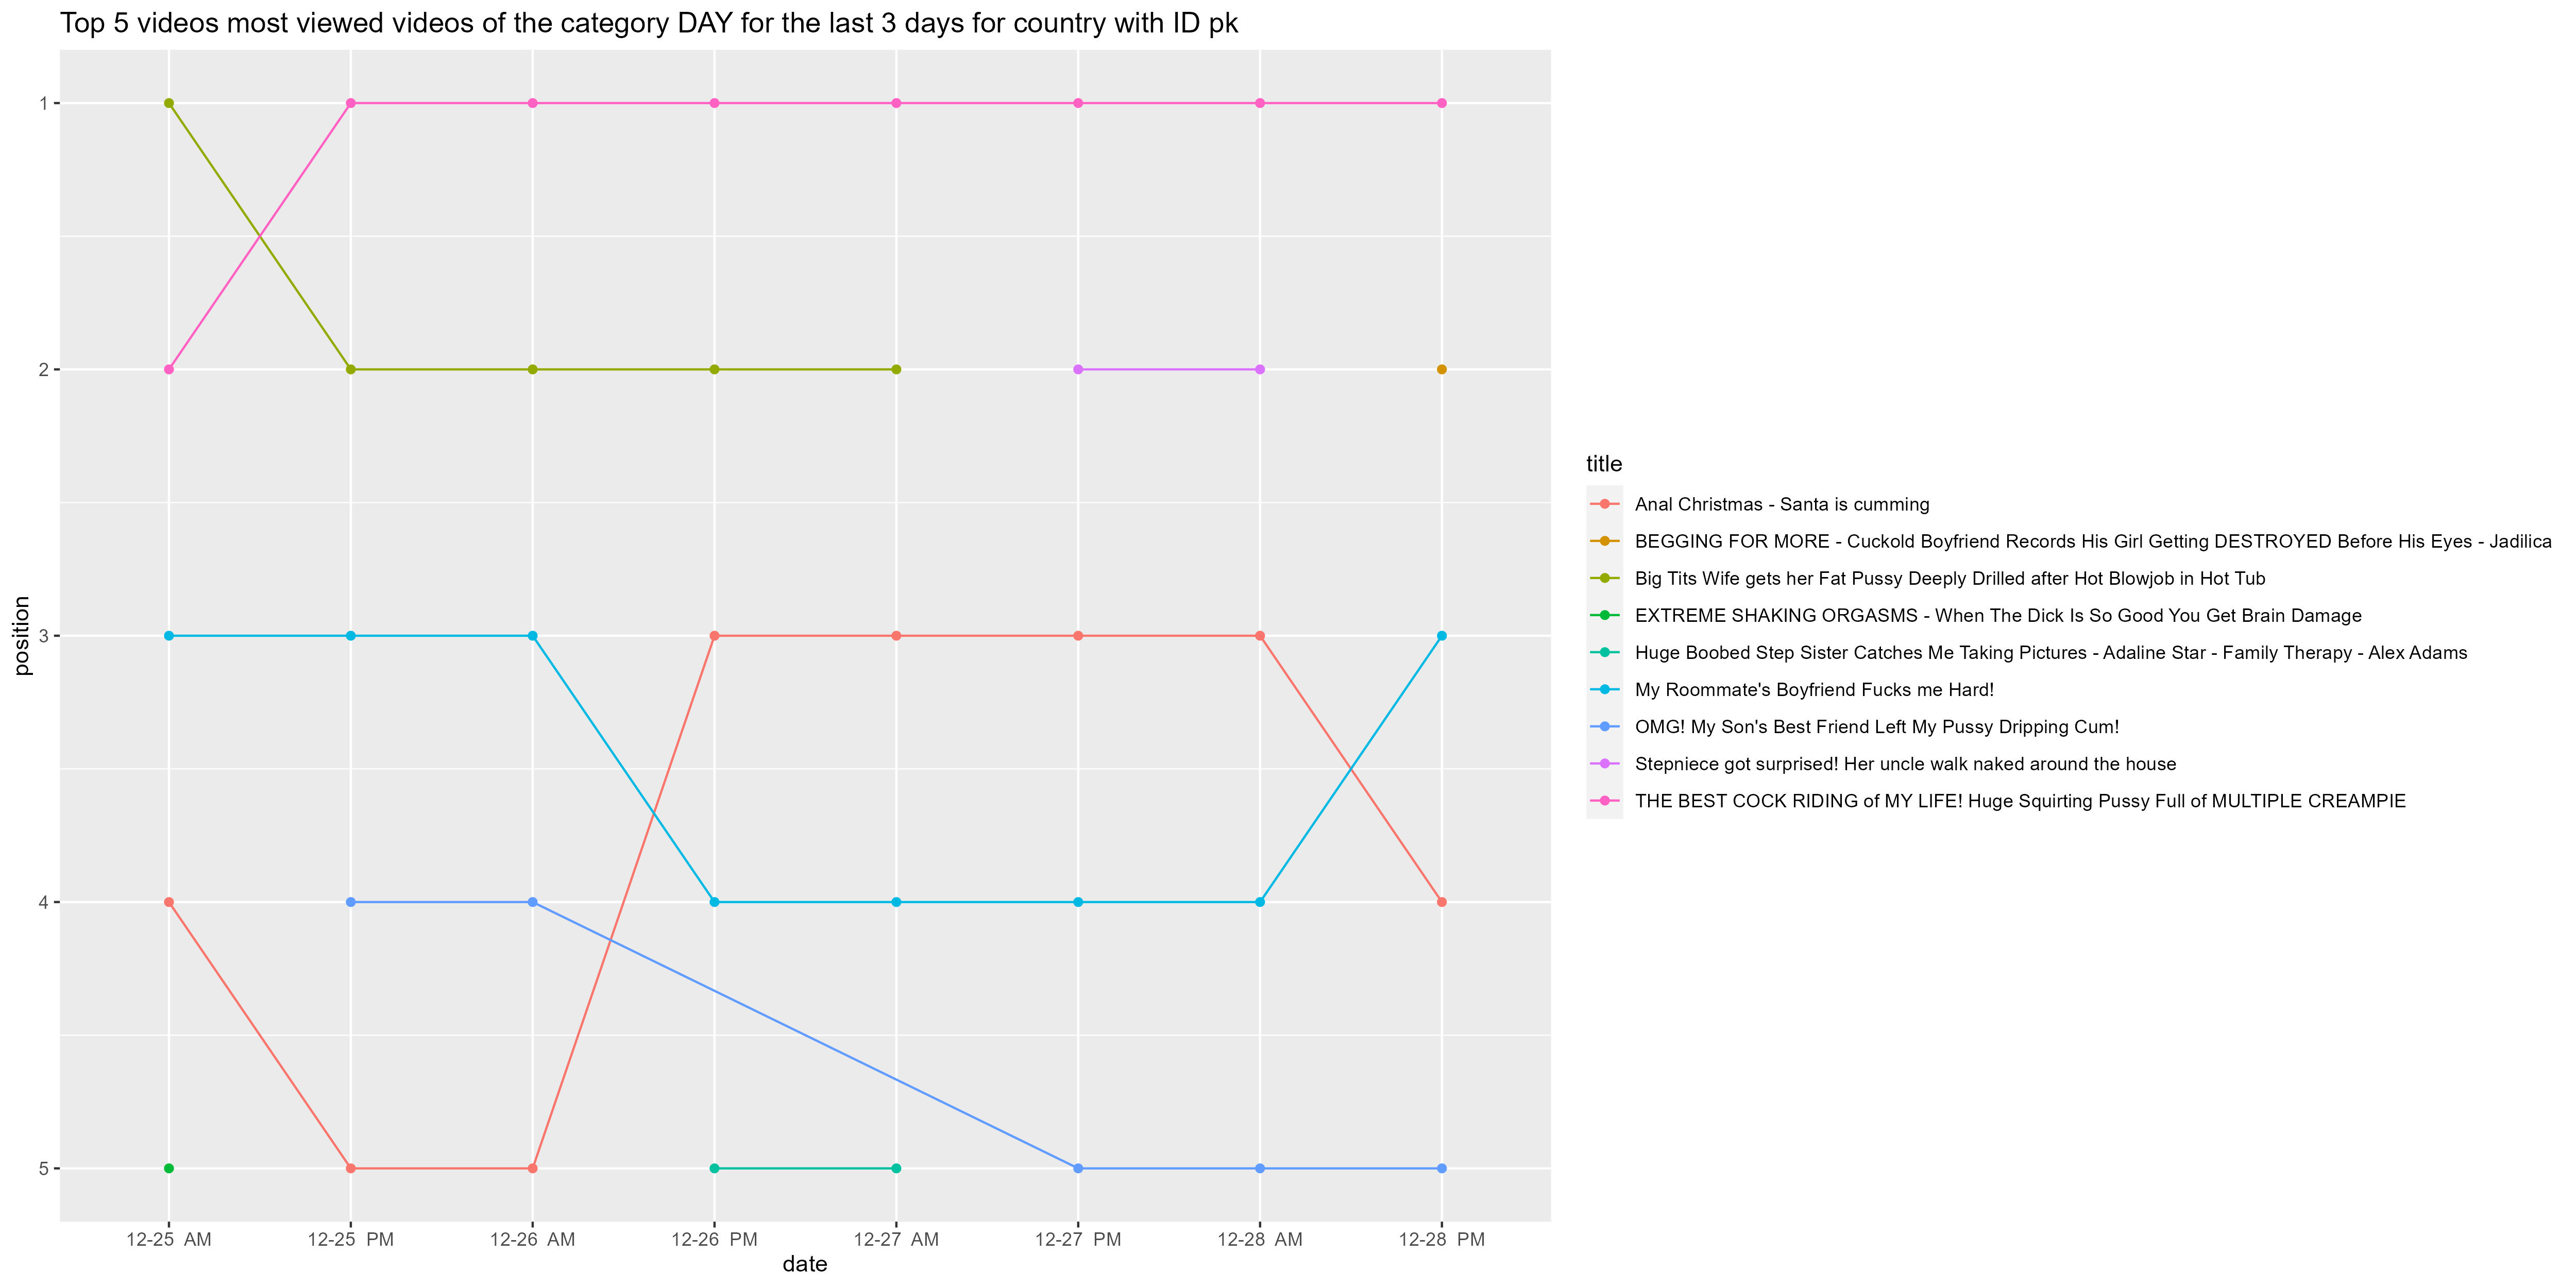 Top 5 videos most viewed videos of the category DAY for the last 3 days for country with ID pk
1
2
3
4
5
position
12-25 AM
12-25 PM
12-26 AM
12-26 PM
12-27 AM
12-27 PM
12-28 AM
12-28 PM
date
title
Anal Christmas - Santa is cumming
BEGGING FOR MORE - Cuckold Boyfriend Records His Girl Getting DESTROYED Before His Eyes - Jadilica
Big Tits Wife gets her Fat Pussy Deeply Drilled after Hot Blowjob in Hot Tub
EXTREME SHAKING ORGASMS - When The Dick Is So Good You Get Brain Damage
Huge Boobed Step Sister Catches Me Taking Pictures - Adaline Star - Family Therapy - Alex Adams
My Roommate's Boyfriend Fucks me Hard!
OMG! My Son's Best Friend Left My Pussy Dripping Cum!
Stepniece got surprised! Her uncle walk naked around the house
THE BEST COCK RIDING of MY LIFE! Huge Squirting Pussy Full of MULTIPLE CREAMPIE